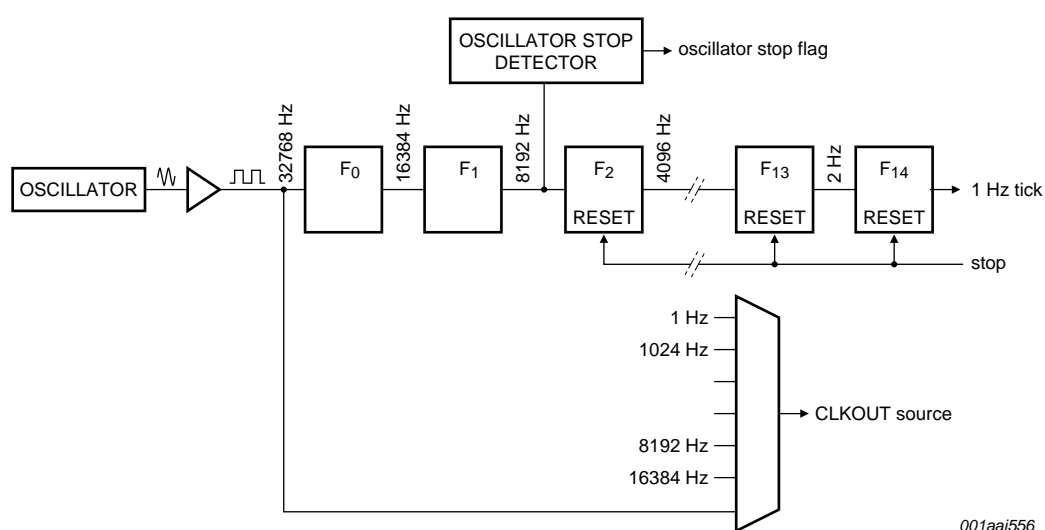 OSCILLATOR STOP
DETECTOR
oscillator stop flag
OSCILLATOR
32768 Hz
F0
16384 Hz
F1
8192 Hz
F2
RESET
4096 Hz
F13
RESET
2 Hz
F14
RESET
1 Hz tick
stop
1 Hz
1024 Hz
CLKOUT source
8192 Hz
16384 Hz
001aaj556